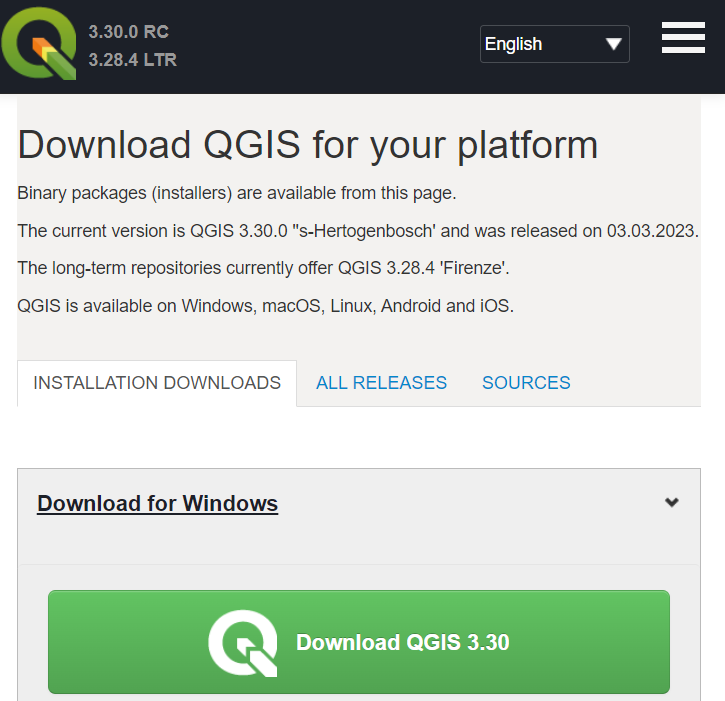 3.30.0 RC
3.28.4 LTR
English
Download QGIS for your platform
Binary packages (installers) are available from this page.
The current version is QGIS 3.30.0 ''s-Hertogenbosch' and was released on 03.03.2023.
The long-term repositories currently offer QGIS 3.28.4 'Firenze'.
QGIS is available on Windows, macOS, Linux, Android and iOS.
INSTALLATION DOWNLOADS ALL RELEASES SOURCES
Download for Windows
Download QGIS 3.30